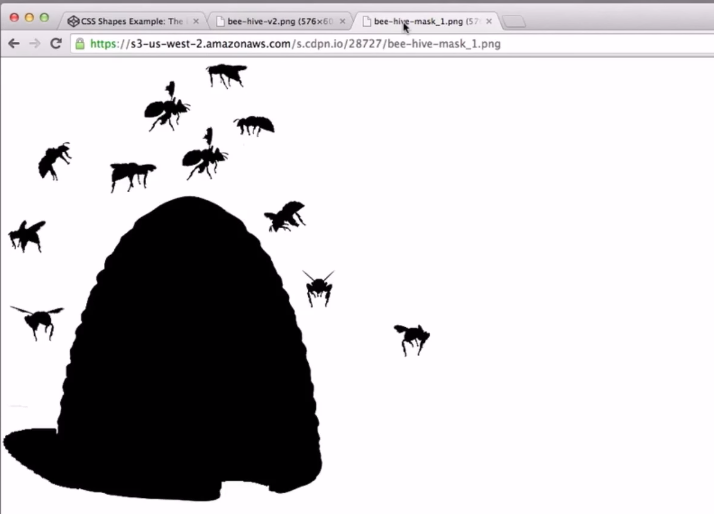 CSS Shapes Example: The
bee-hive-v2.png (576×60
bee-hive-mask_1.png (57
https://s3-us-west-2.amazonaws.com/s.cdpn.io/28727/bee-hive-mask_1.png